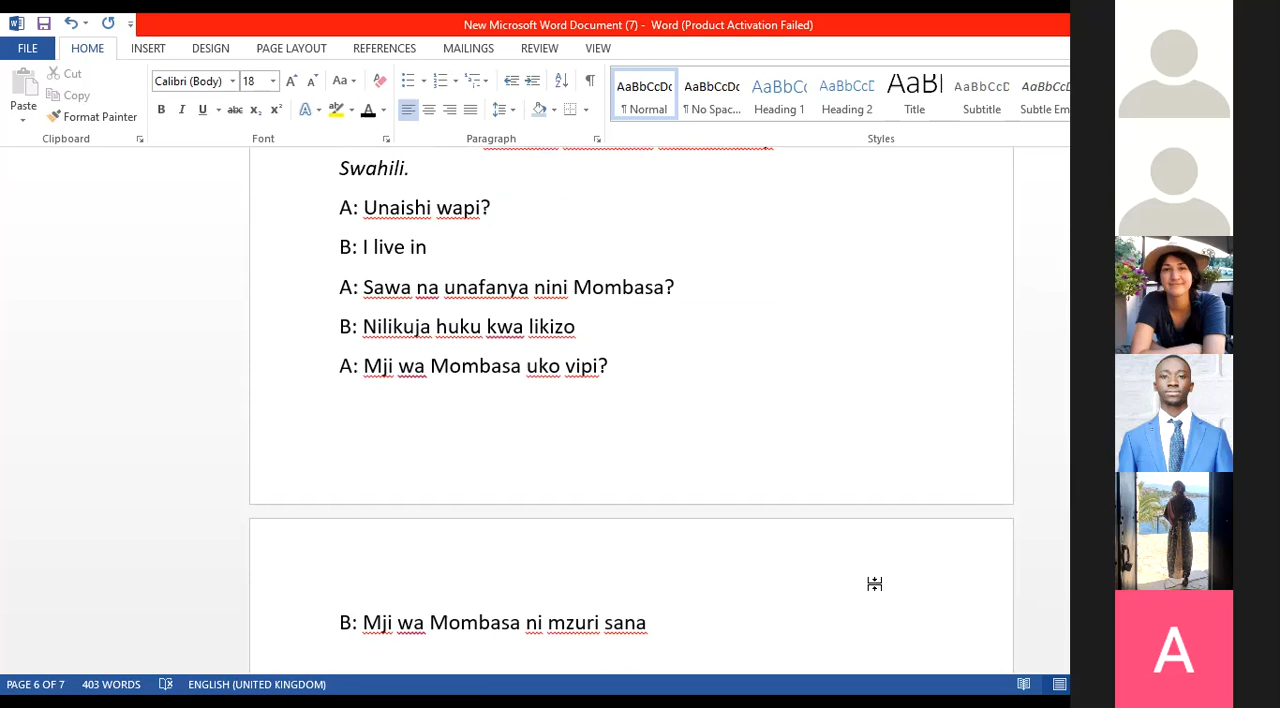 New Microsoft Word Document (7) - Word (Product Activation Failed)
FILE HOME INSERT DESIGN PAGE LAYOUT REFERENCES MAILINGS REVIEW VIEW
Paste
Cut
Copy
Format Painter
Clipboard
Calibri (Body) 18
Font
Paragraph
AaBbCcDc AaBbCcDc AaBbCc AaBbCcD AaBI AaBbCcD AaBbCcDc
¶ Normal ¶ No Spac... Heading 1 Heading 2 Title Subtitle Subtle Em
Styles
Swahili.
A: Unaishi wapi?
B: I live in
A: Sawa na unafanya nini Mombasa?
B: Nilikuja huku kwa likizo
A: Mji wa Mombasa uko vipi?
B: Mji wa Mombasa ni mzuri sana
PAGE 6 OF 7 403 WORDS ENGLISH (UNITED KINGDOM)
A